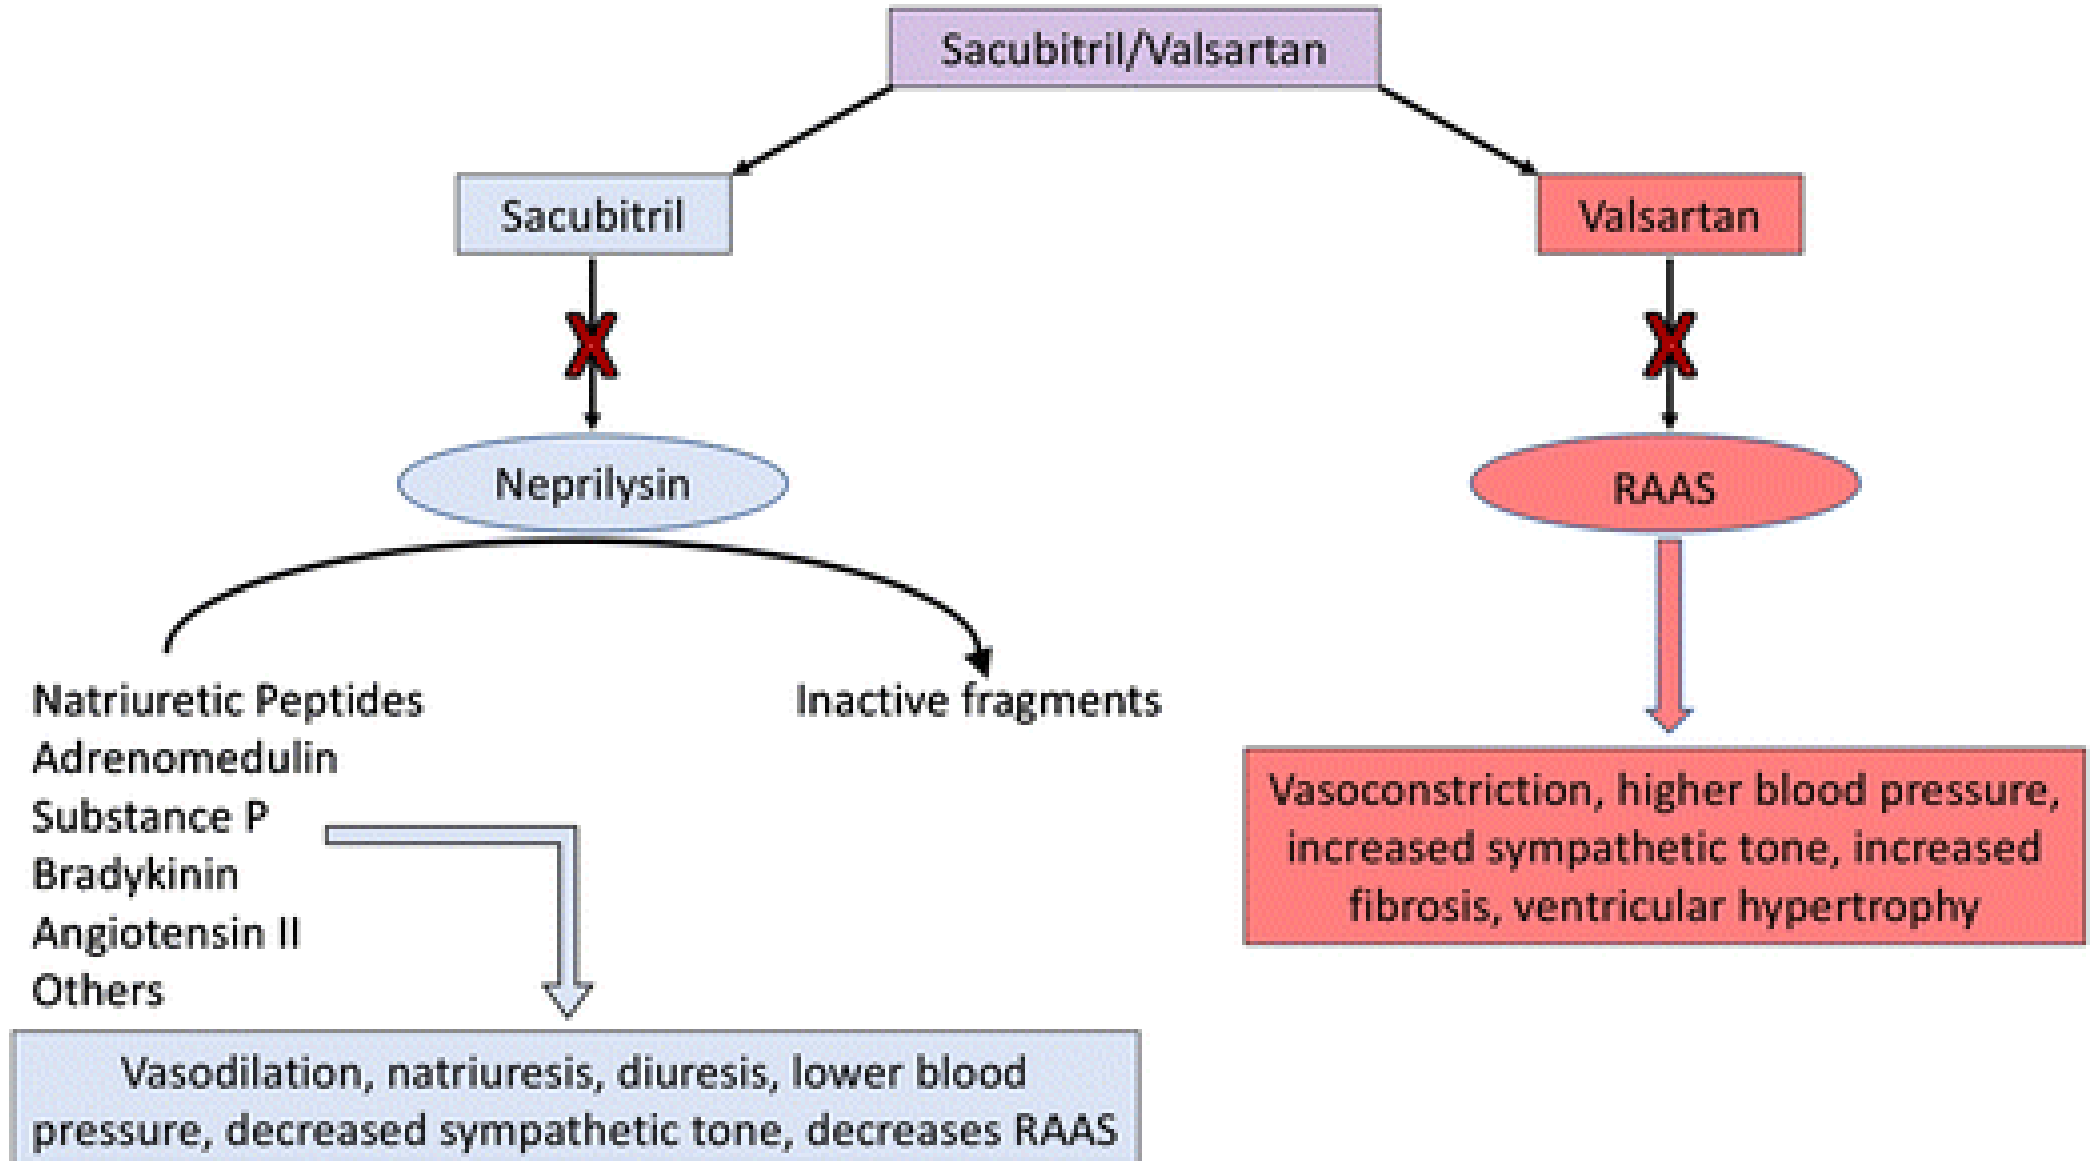 Sacubitril/Valsartan
Sacubitril
Valsartan
Neprilysin
RAAS
Natriuretic Peptides
Adrenomedulin
Substance P
Bradykinin
Angiotensin II
Others
Inactive fragments
Vasoconstriction, higher blood pressure,
increased sympathetic tone, increased
fibrosis, ventricular hypertrophy
Vasodilation, natriuresis, diuresis, lower blood
pressure, decreased sympathetic tone, decreases RAAS